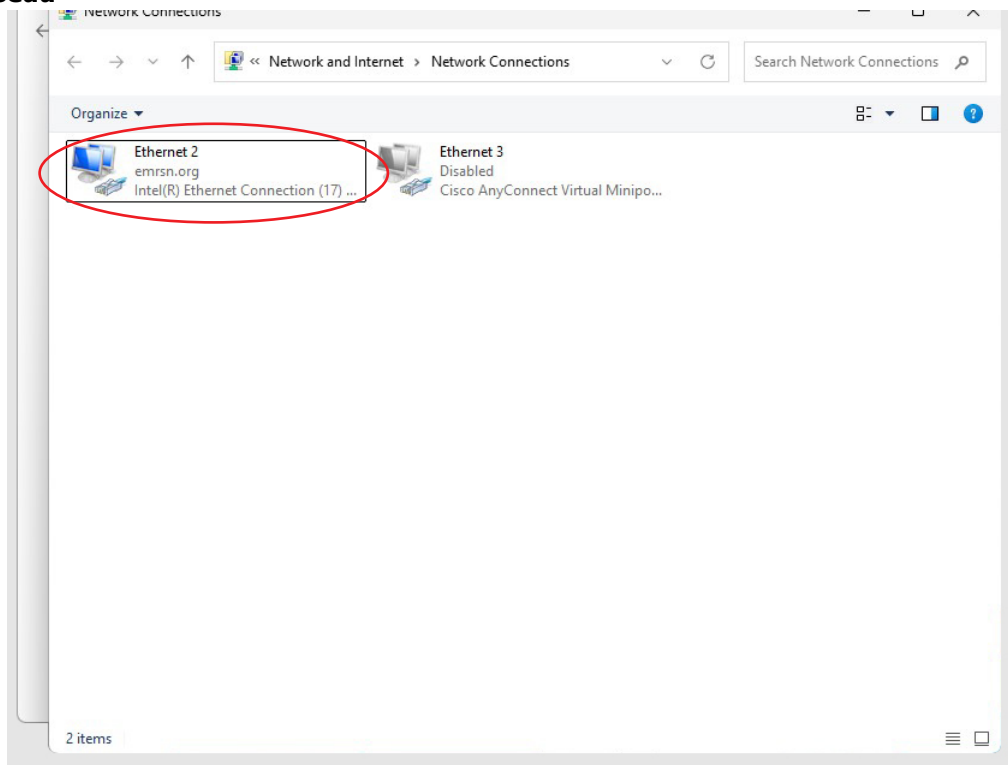 Network Connections
« Network and Internet › Network Connections
Search Network Connections
Organize
Ethernet 2
emrsn.org
Intel(R) Ethernet Connection (17) ...
Ethernet 3
Disabled
Cisco AnyConnect Virtual Minipo...
2 items